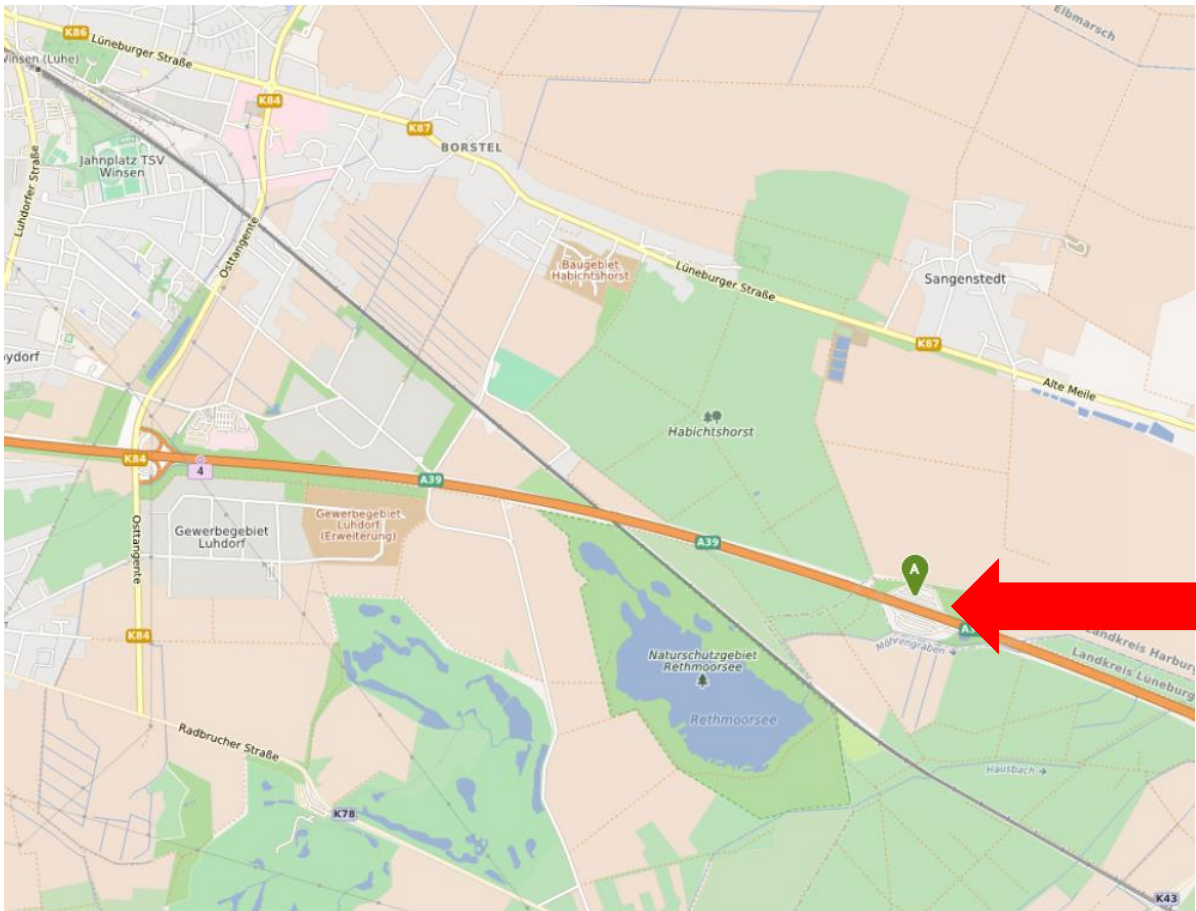 Elbmarsch
K86
Lüneburger Straße
Winsen (Luhe)
K84
K87
BORSTEL
Jahnplatz TSV
Winsen
Luhdorfer Straße
Osttangente
Baugebiet
Habichtshorst
Lüneburger Straße
Sangenstedt
K87
Alte Meile
Habichtshorst
K84
4
A39
Gewerbegebiet
Luhdorf
Gewerbegebiet
Luhdorf
(Erweiterung)
Osttangente
A39
A
K84
Möhrengraben →
Landkreis Harburg
Landkreis Lüneburg
Naturschutzgebiet
Rethmoorsee
Rethmoorsee
Radbrucher Straße
Hausbach →
K78
K43